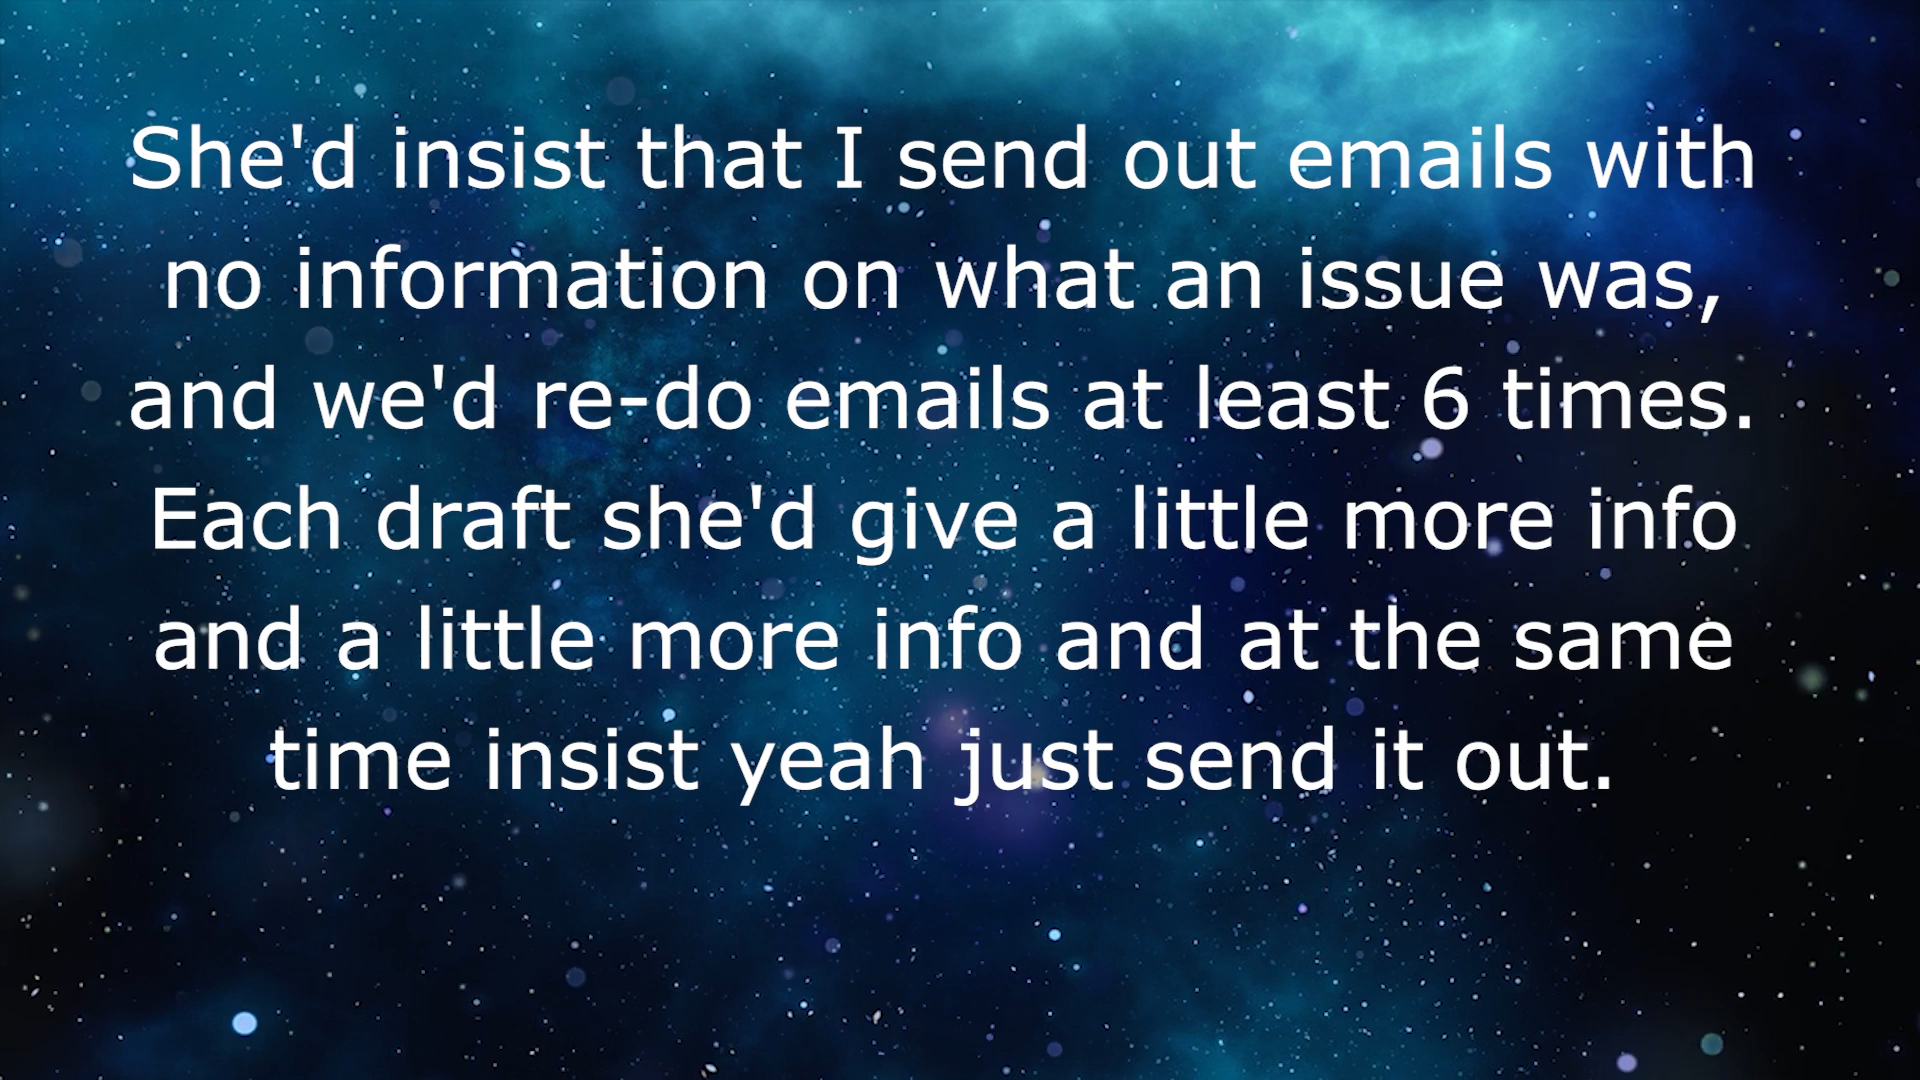 She'd insist that I send out emails with
no information on what an issue was,
and we'd re-do emails at least 6 times.
Each draft she'd give a little more info
and a little more info and at the same
time insist yeah just send it out.